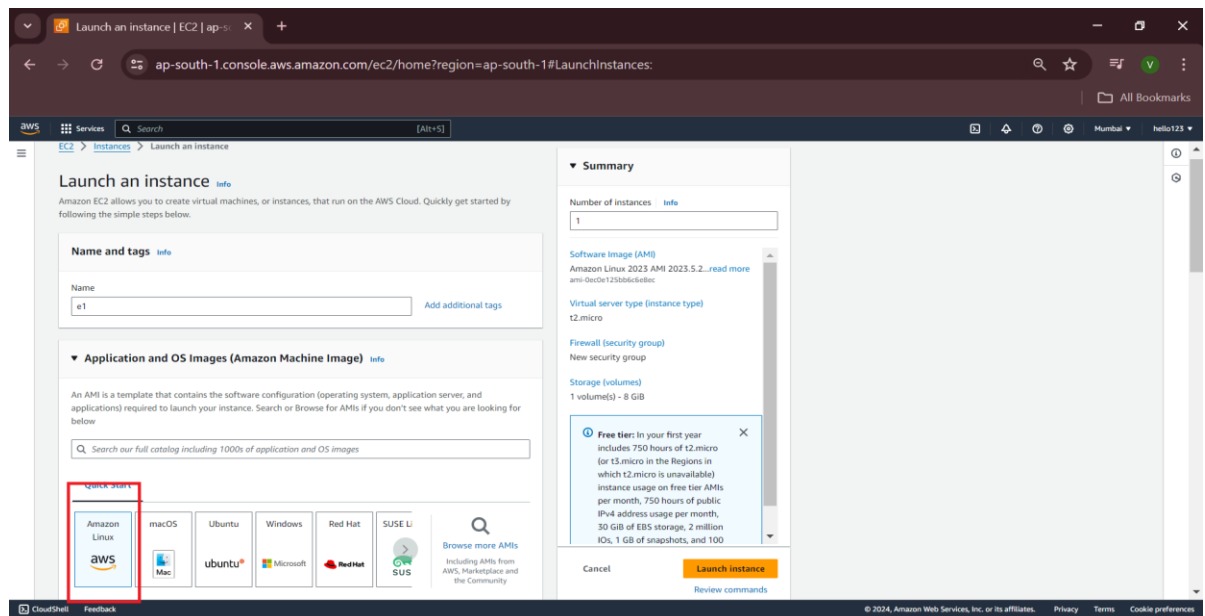 Launch an instance | EC2 | ap-so
ap-south-1.console.aws.amazon.com/ec2/home?region=ap-south-1#LaunchInstances:
V
All Bookmarks
aws
Services
Search
[Alt+S]
Mumbai
hello123
EC2 > Instances > Launch an instance
Launch an instance Info
Amazon EC2 allows you to create virtual machines, or instances, that run on the AWS Cloud. Quickly get started by
following the simple steps below.
Name and tags Info
Name
e1
Add additional tags
Application and OS Images (Amazon Machine Image) Info
An AMI is a template that contains the software configuration (operating system, application server, and
applications) required to launch your instance. Search or Browse for AMIs if you don't see what you are looking for
below
Search our full catalog including 1000s of application and OS images
Quick Start
Amazon
Linux
aws
macOS
Mac
Ubuntu
ubuntu
Windows
Microsoft
Red Hat
Red Hat
SUSE Li
SUS
Browse more AMIs
Including AMIs from
AWS, Marketplace and
the Community
Summary
Number of instances Info
1
Software Image (AMI)
Amazon Linux 2023 AMI 2023.5.2...read more
ami-0ec0e125bb6c6e8ec
Virtual server type (instance type)
t2.micro
Firewall (security group)
New security group
Storage (volumes)
1 volume(s) - 8 GiB
Free tier: In your first year
includes 750 hours of t2.micro
(or t3.micro in the Regions in
which t2.micro is unavailable)
instance usage on free tier AMIs
per month, 750 hours of public
IPv4 address usage per month,
30 GiB of EBS storage, 2 million
IOs, 1 GB of snapshots, and 100
Cancel
Launch instance
Review commands
CloudShell
Feedback
© 2024, Amazon Web Services, Inc. or its affiliates.
Privacy
Terms
Cookie preferences